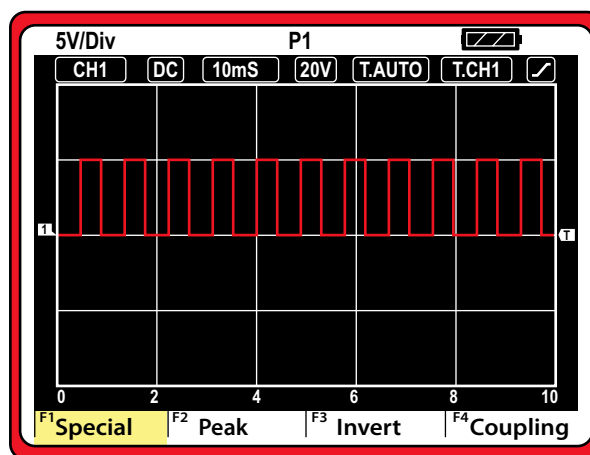 5V/Div P1
CH1 DC 10mS 20V T.AUTO T.CH1
1 T
0 2 4 6 8 10
F1 Special F2 Peak F3 Invert F4 Coupling